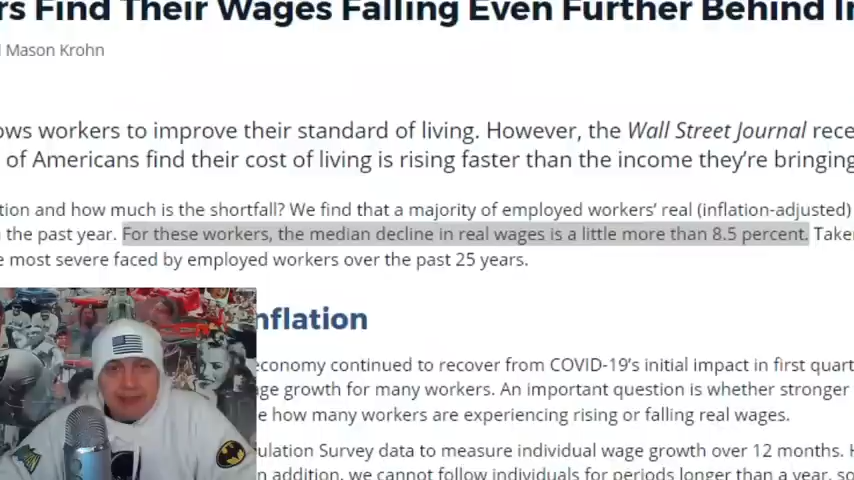 rs Find Their Wages Falling Even Further Behind In
Mason Krohn
ows workers to improve their standard of living. However, the Wall Street Journal rece
of Americans find their cost of living is rising faster than the income they're bringing
tion and how much is the shortfall? We find that a majority of employed workers' real (inflation-adjusted)
the past year. For these workers, the median decline in real wages is a little more than 8.5 percent. Take
e most severe faced by employed workers over the past 25 years.
nflation
economy continued to recover from COVID-19's initial impact in first quart
ge growth for many workers. An important question is whether stronger
e how many workers are experiencing rising or falling real wages.
ulation Survey data to measure individual wage growth over 12 months. H
n addition, we cannot follow individuals for periods longer than a year, so